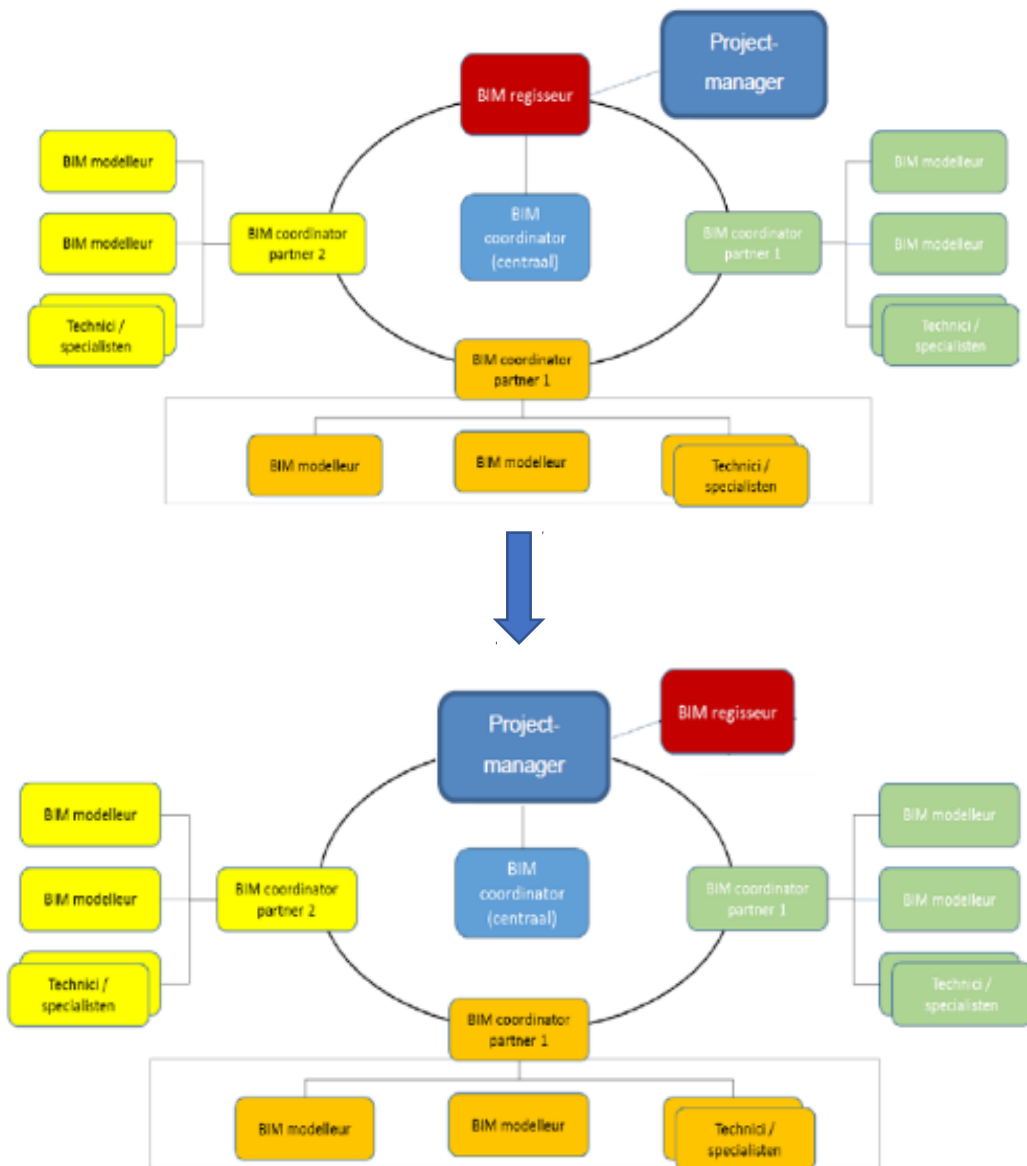 Project-
manager
BIM regisseur
BIM modelleur
BIM modelleur
BIM modelleur
BIM modelleur
BIM
coordinator
(centraal)
BIM coordinator
partner 2
BIM coordinator
partner 1
Technici /
specialisten
Technici /
specialisten
BIM coordinator
partner 1
BIM modelleur
BIM modelleur
Technici /
specialisten
Project-
manager
BIM regisseur
BIM modelleur
BIM modelleur
BIM modelleur
BIM modelleur
BIM
coordinator
(centraal)
BIM coordinator
partner 2
BIM coordinator
partner 1
Technici /
specialisten
Technici /
specialisten
BIM coordinator
partner 1
BIM modelleur
BIM modelleur
Technici /
specialisten